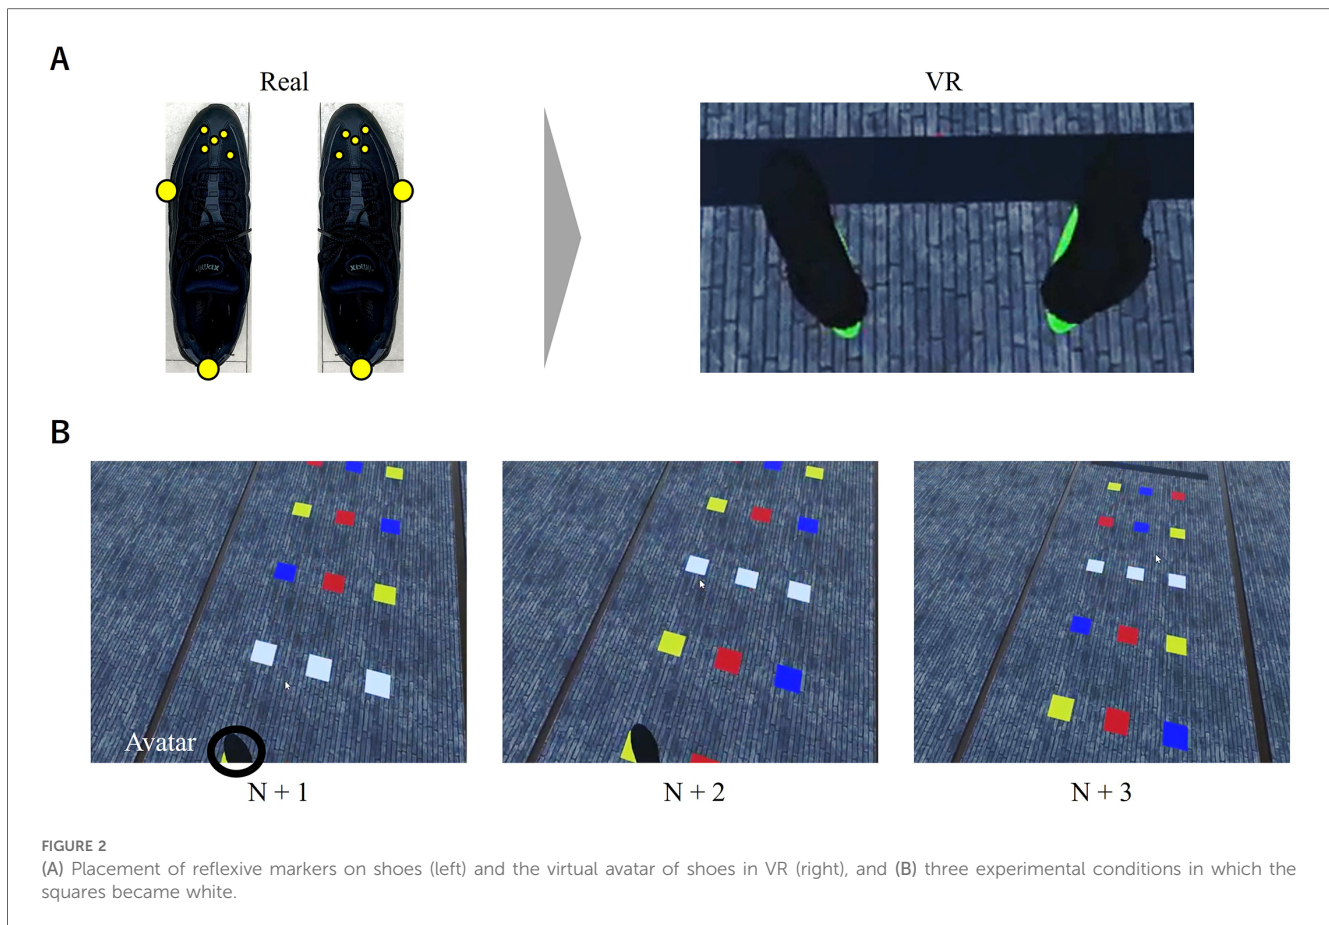 A
Real
VR
B
Avatar
N + 1
N + 2
N + 3
FIGURE 2
(A) Placement of reflexive markers on shoes (left) and the virtual avatar of shoes in VR (right), and (B) three experimental conditions in which the
squares became white.